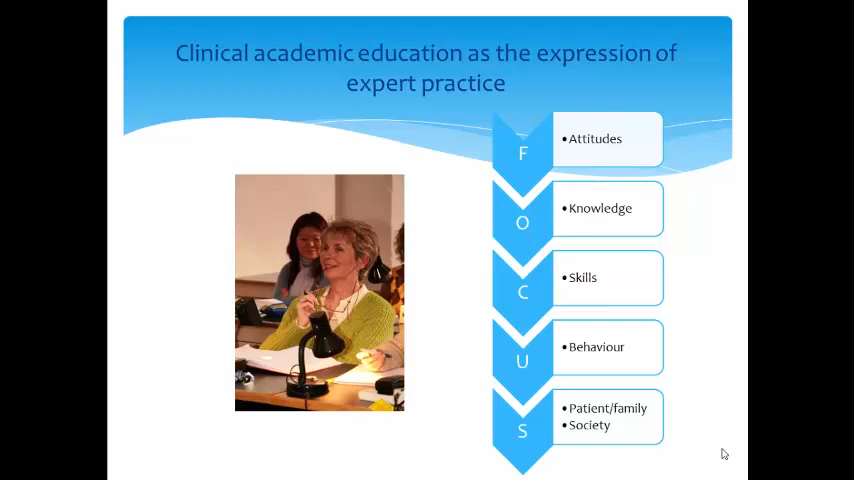 Clinical academic education as the expression of
expert practice
F
•Attitudes
O
•Knowledge
C
•Skills
U
•Behaviour
S
•Patient/family
•Society